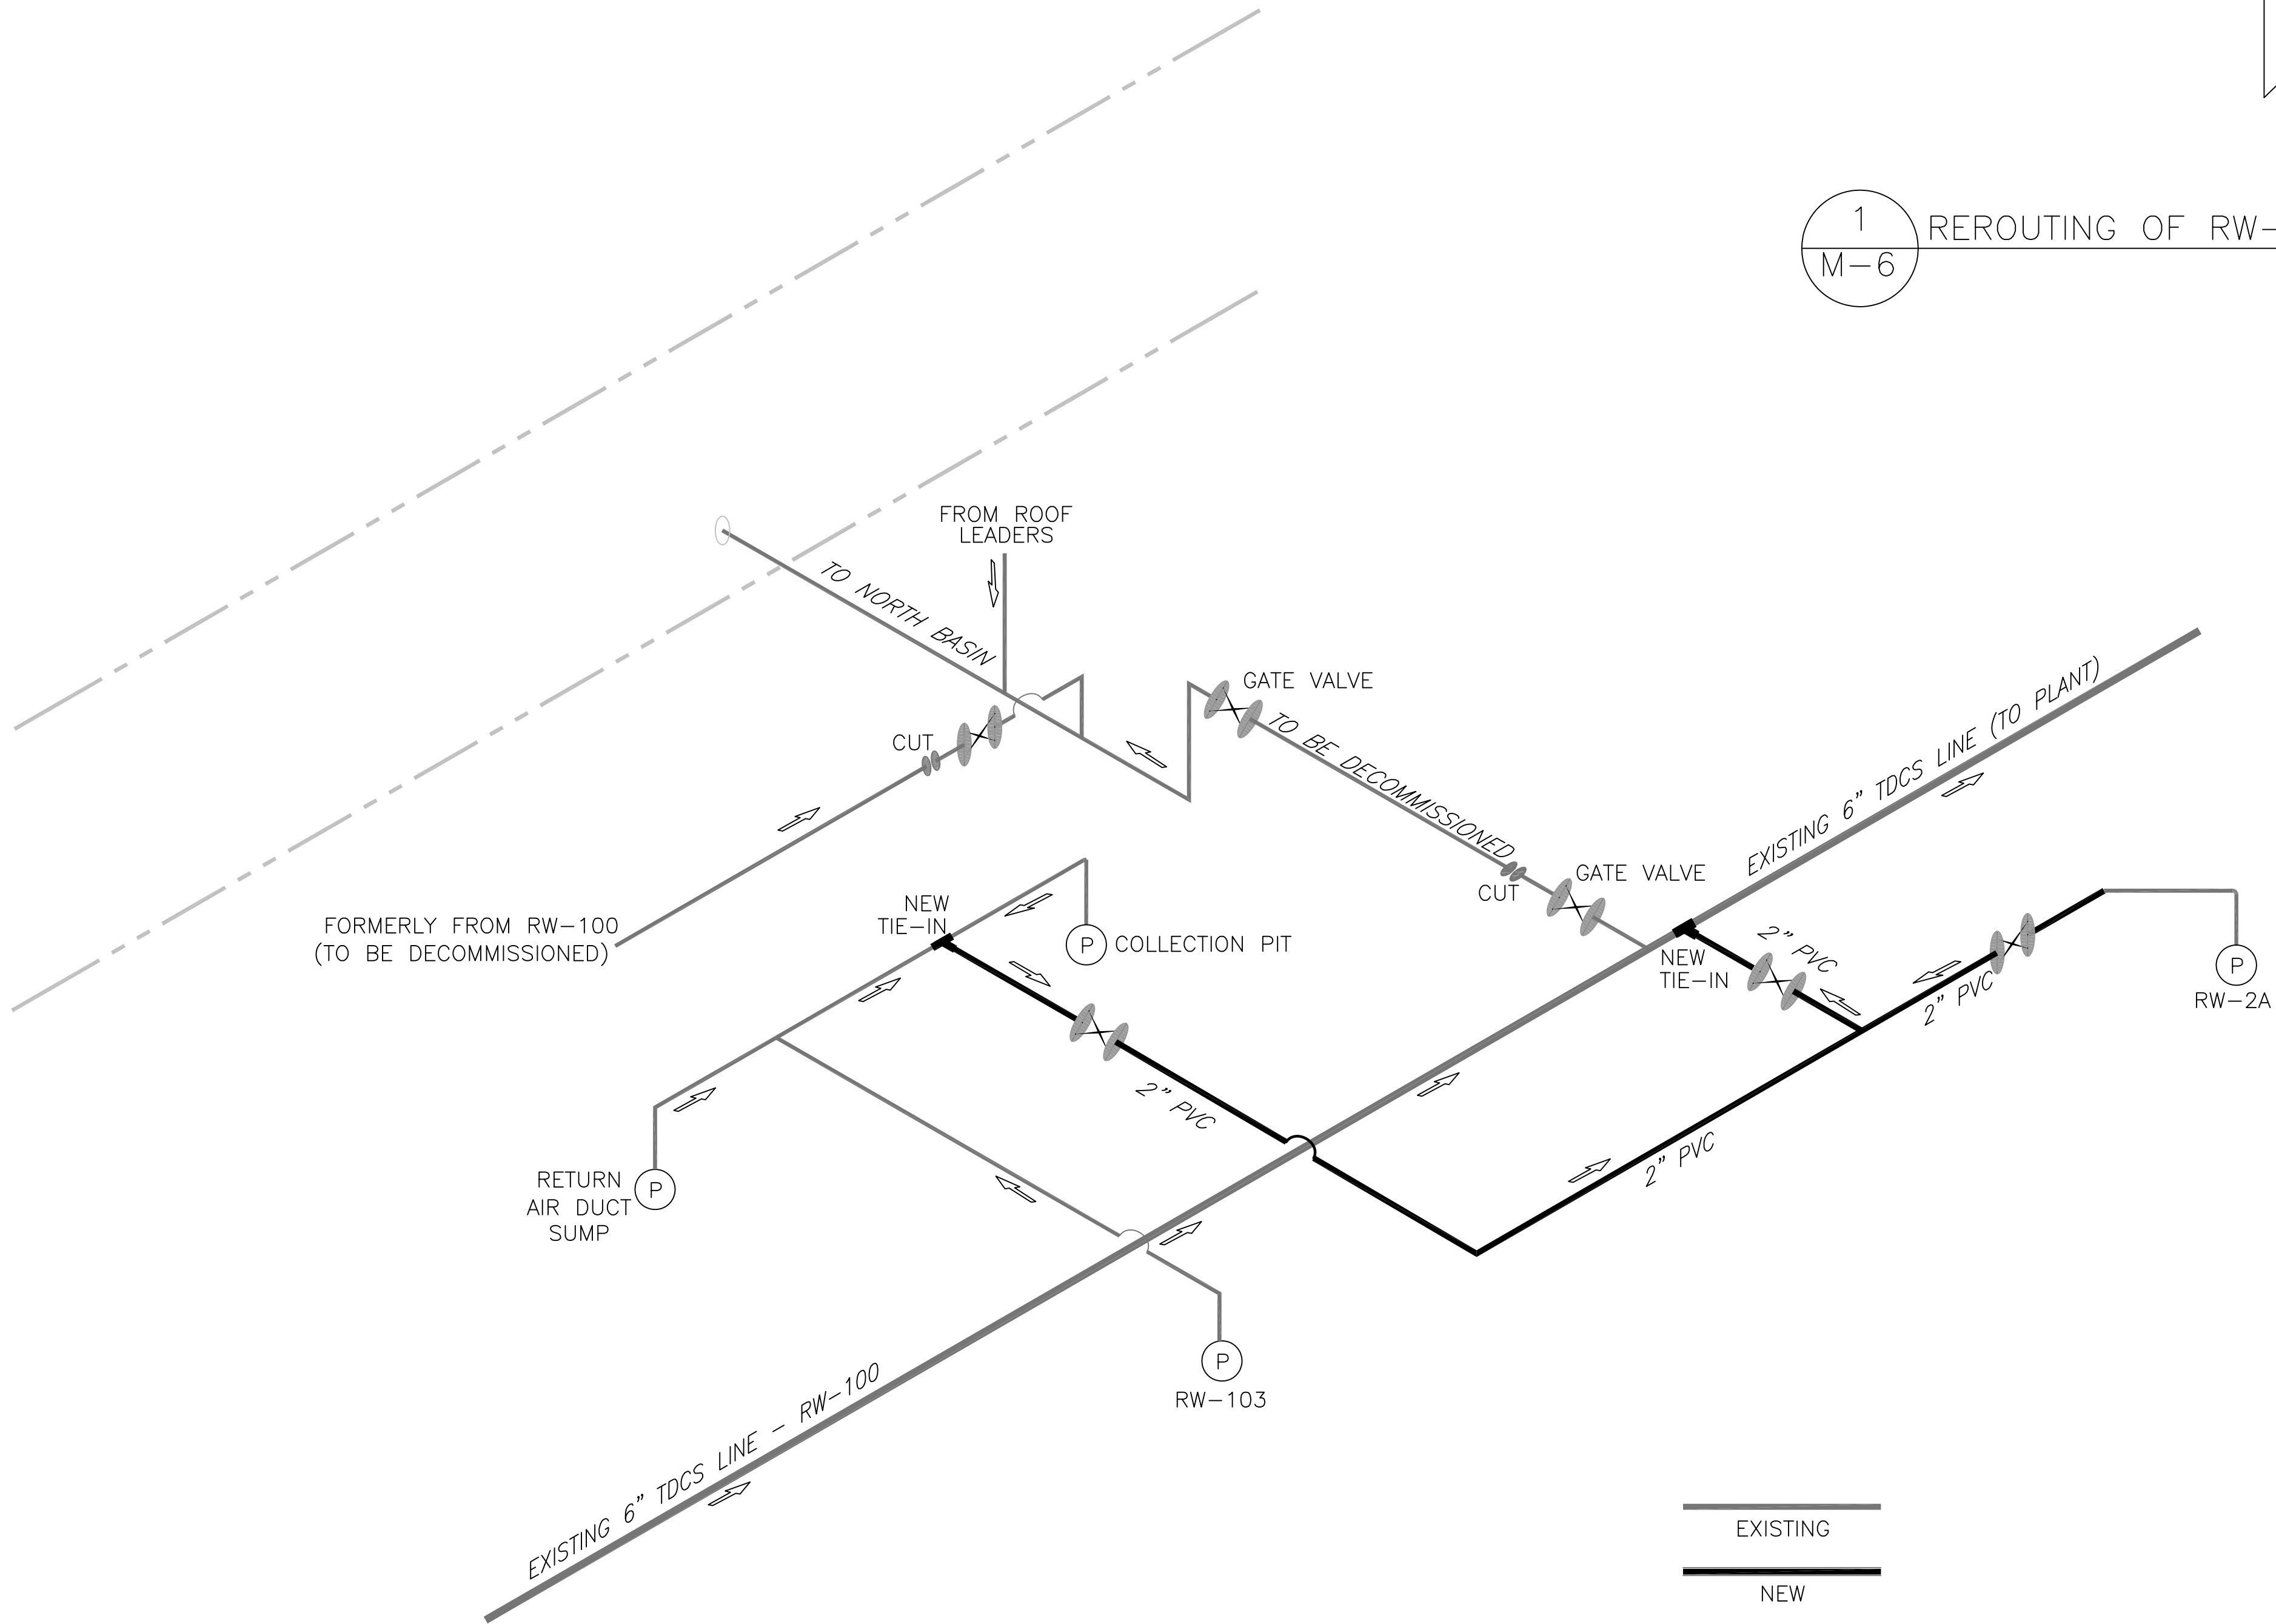 1
M-6
REROUTING OF RW-
FROM ROOF
LEADERS
TO NORTH BASIN
GATE VALVE
TO BE DECOMMISSIONED
CUT
EXISTING 6" TDCS LINE (TO PLANT)
GATE VALVE
CUT
NEW
TIE-IN
FORMERLY FROM RW-100
(TO BE DECOMMISSIONED)
P
COLLECTION PIT
2" PVC
NEW
TIE-IN
P
RW-2A
2" PVC
2" PVC
2" PVC
RETURN
AIR DUCT
SUMP
P
P
RW-103
EXISTING 6" TDCS LINE - RW-100
EXISTING
NEW